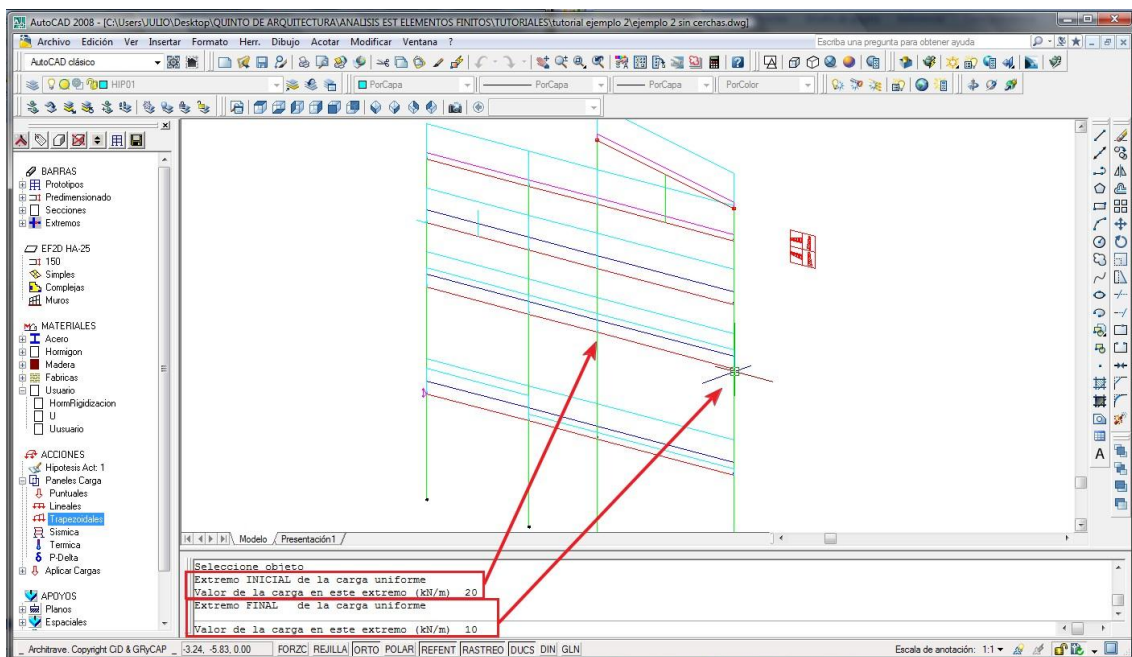 AutoCAD 2008 - [C:\Users\JULIO\Desktop\QUINTO DE ARQUITECTURA\ANALISIS EST ELEMENTOS FINITOS\TUTORIALES\tutorial ejemplo 2\ejemplo 2 sin cerchas.dwg]
Archivo Edición Ver Insertar Formato Herr. Dibujo Acotar Modificar Ventana ?
Escriba una pregunta para obtener ayuda
AutoCAD clásico
HIP01
PorCapa
PorCapa
PorCapa
PorColor
BARRAS
Prototipos
Predimensionado
Secciones
Extremos
EF2D HA-25
150
Simples
Complejas
Muros
MATERIALES
Acero
Hormigon
Madera
Fabricas
Usuario
HormRigidizacion
U
Uusuario
ACCIONES
Hipotesis Act: 1
Paneles Carga
Puntuales
Lineales
Trapezoidales
Sismica
Termica
P-Delta
Aplicar Cargas
APOYOS
Planos
Espaciales
Modelo Presentación1
Seleccione objeto
Extremo INICIAL de la carga uniforme
Valor de la carga en este extremo (kN/m) 20
Extremo FINAL de la carga uniforme
Valor de la carga en este extremo (kN/m) 10
_ Architrave. Copyright CiD & GRyCAP _ -3.24, -5.83, 0.00 FORZC REJILLA ORTO POLAR REFENT RASTREO DUCS DIN GLN
Escala de anotación: 1:1